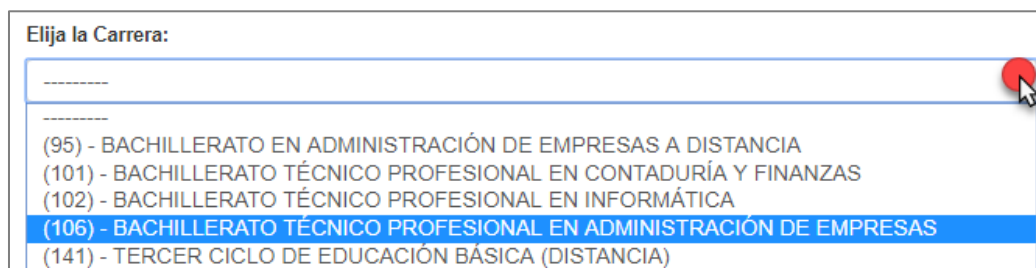 Elija la Carrera:
---------
---------
(95) - BACHILLERATO EN ADMINISTRACIÓN DE EMPRESAS A DISTANCIA
(101) - BACHILLERATO TÉCNICO PROFESIONAL EN CONTADURÍA Y FINANZAS
(102) - BACHILLERATO TÉCNICO PROFESIONAL EN INFORMÁTICA
(106) - BACHILLERATO TÉCNICO PROFESIONAL EN ADMINISTRACIÓN DE EMPRESAS
(141) - TERCER CICLO DE EDUCACIÓN BÁSICA (DISTANCIA)